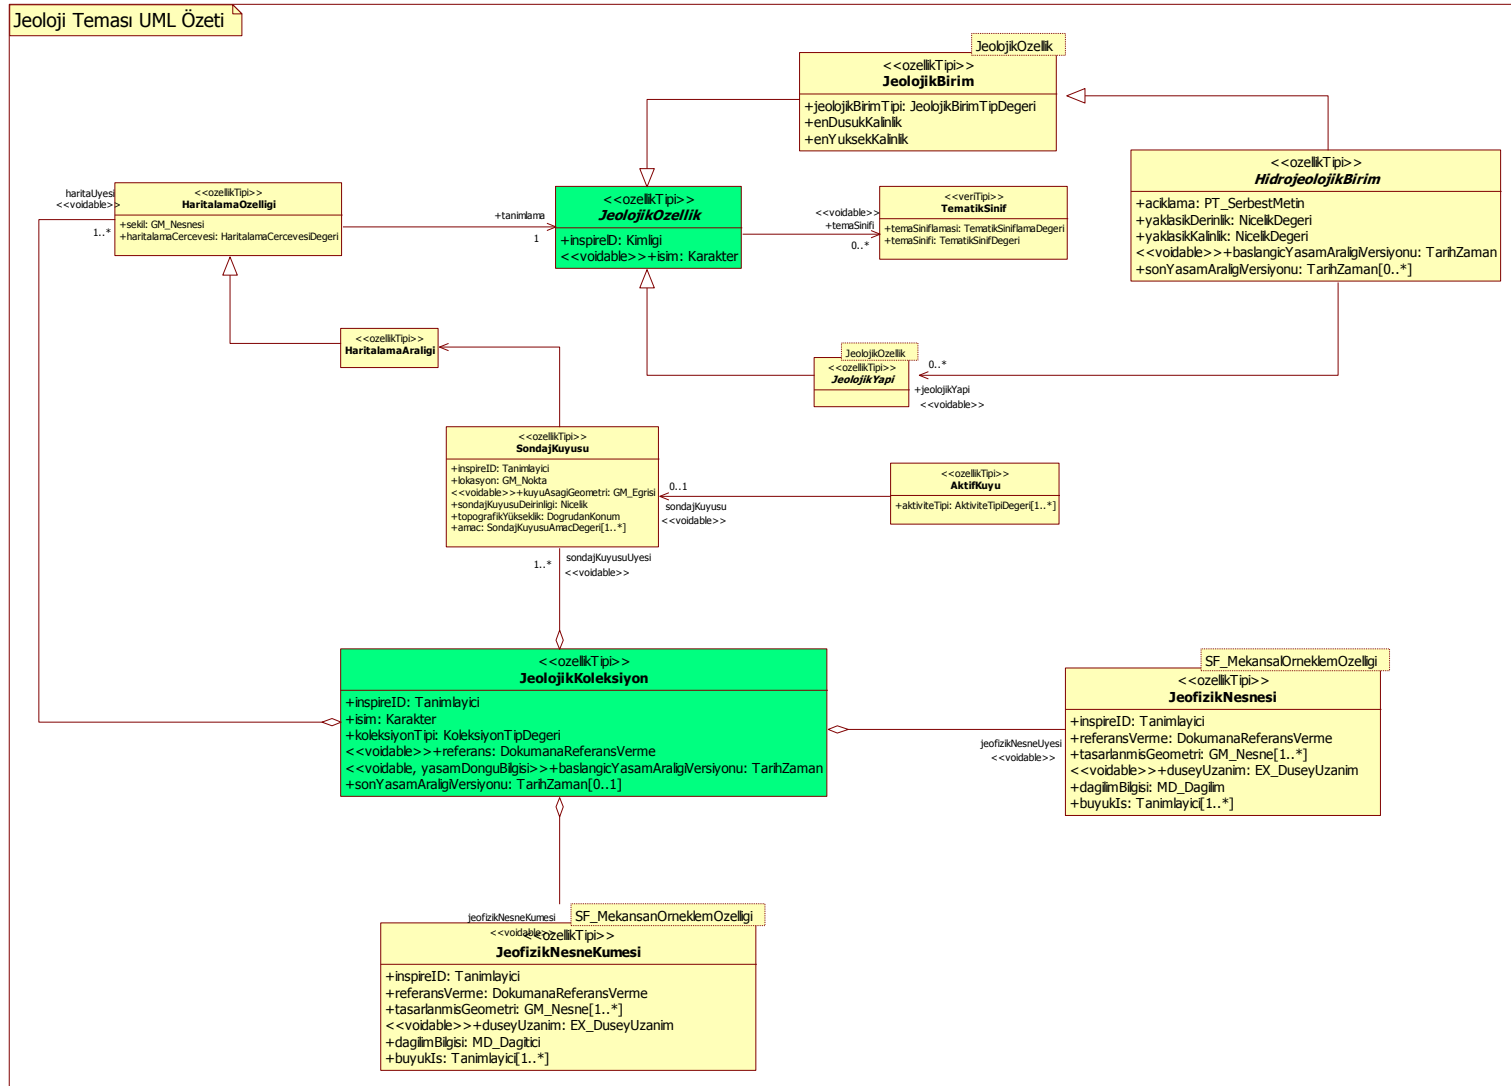 Jeoloji Teması UML Özeti
JeolojikOzellik
<<ozellikTipi>>
JeolojikBirim
+jeolojikBirimTipi: JeolojikBirimTipDegeri
+enDusukKalinlik
+enYuksekKalinlik
<<ozellikTipi>>
HidrojeolojikBirim
+aciklama: PT_SerbestMetin
+yaklasikDerinlik: NicelikDegeri
+yaklasikKalinlik: NicelikDegeri
<<voidable>>+baslangicYasamAraligiVersiyonu: TarihZaman
+sonYasamAraligiVersiyonu: TarihZaman[0..*]
haritaUyesi
<<voidable>>
1..*
<<ozellikTipi>>
HaritalamaOzelligi
+sekil: GM_Nesnesi
+haritalamaCercevesi: HaritalamaCercevesiDegeri
+tanimlama
1
<<ozellikTipi>>
JeolojikOzellik
+inspireID: Kimligi
<<voidable>>+isim: Karakter
<<voidable>>
+temaSinifi
0..*
<<veriTipi>>
TematikSinif
+temaSiniflamasi: TematikSiniflamaDegeri
+temaSinifi: TematikSinifDegeri
<<ozellikTipi>>
HaritalamaAraligi
JeolojikOzellik
<<ozellikTipi>>
JeolojikYapi
0..*
+jeolojikYapi
<<voidable>>
<<ozellikTipi>>
SondajKuyusu
+inspireID: Tanimlayici
+lokasyon: GM_Nokta
<<voidable>>+kuyuAsagiGeometri: GM_Egrisi
+sondajKuyusuDeirinligi: Nicelik
+topografikYükseklik: DogrudanKonum
+amac: SondajKuyusuAmacDegeri[1..*]
0..1
sondajKuyusu
<<voidable>>
<<ozellikTipi>>
AktifKuyu
+aktiviteTipi: AktiviteTipiDegeri[1..*]
1..*
sondajKuyusuUyesi
<<voidable>>
<<ozellikTipi>>
JeolojikKoleksiyon
+inspireID: Tanimlayici
+isim: Karakter
+koleksiyonTipi: KoleksiyonTipDegeri
<<voidable>>+referans: DokumanaReferansVerme
<<voidable, yasamDonguBilgisi>>+baslangicYasamAraligiVersiyonu: TarihZaman
+sonYasamAraligiVersiyonu: TarihZaman[0..1]
jeofizikNesneUyesi
<<voidable>>
SF_MekansalOrneklemOzelligi
<<ozellikTipi>>
JeofizikNesnesi
+inspireID: Tanimlayici
+referansVerme: DokumanaReferansVerme
+tasarlanmisGeometri: GM_Nesne[1..*]
<<voidable>>+duseyUzanim: EX_DuseyUzanim
+dagilimBilgisi: MD_Dagilim
+buyukIs: Tanimlayici[1..*]
jeofizikNesneKumesi
<<voidable>>
SF_MekansanOrneklemOzelligi
<<ozellikTipi>>
JeofizikNesneKumesi
+inspireID: Tanimlayici
+referansVerme: DokumanaReferansVerme
+tasarlanmisGeometri: GM_Nesne[1..*]
<<voidable>>+duseyUzanim: EX_DuseyUzanim
+dagilimBilgisi: MD_Dagitici
+buyukIs: Tanimlayici[1..*]